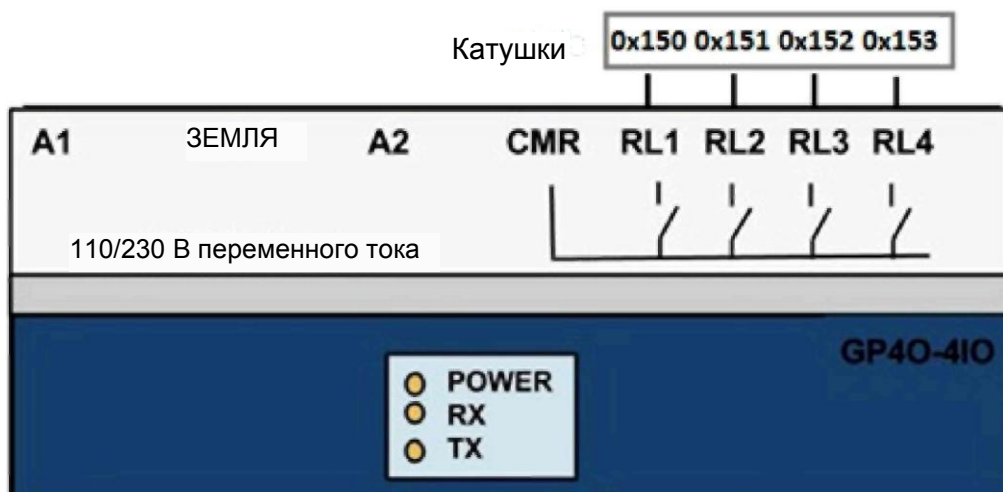 Катушки 0x150 0x151 0x152 0x153
A1 ЗЕМЛЯ A2 CMR RL1 RL2 RL3 RL4
110/230 В переменного тока
GP4O-4IO
POWER
RX
TX